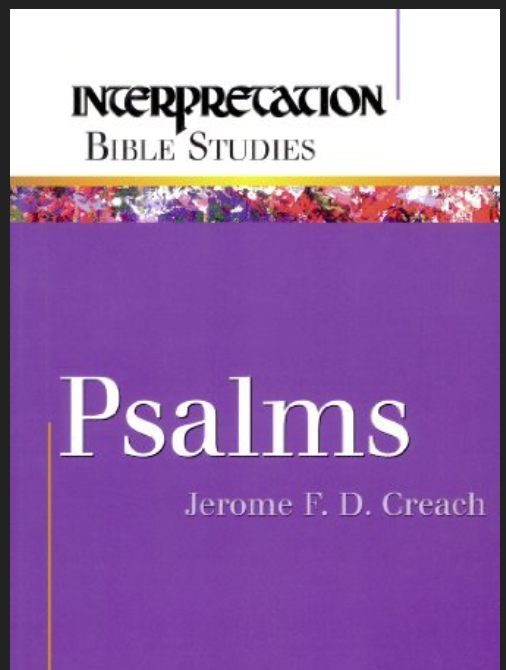 INTERPRETATION
BIBLE STUDIES
Psalms
Jerome F. D. Creach